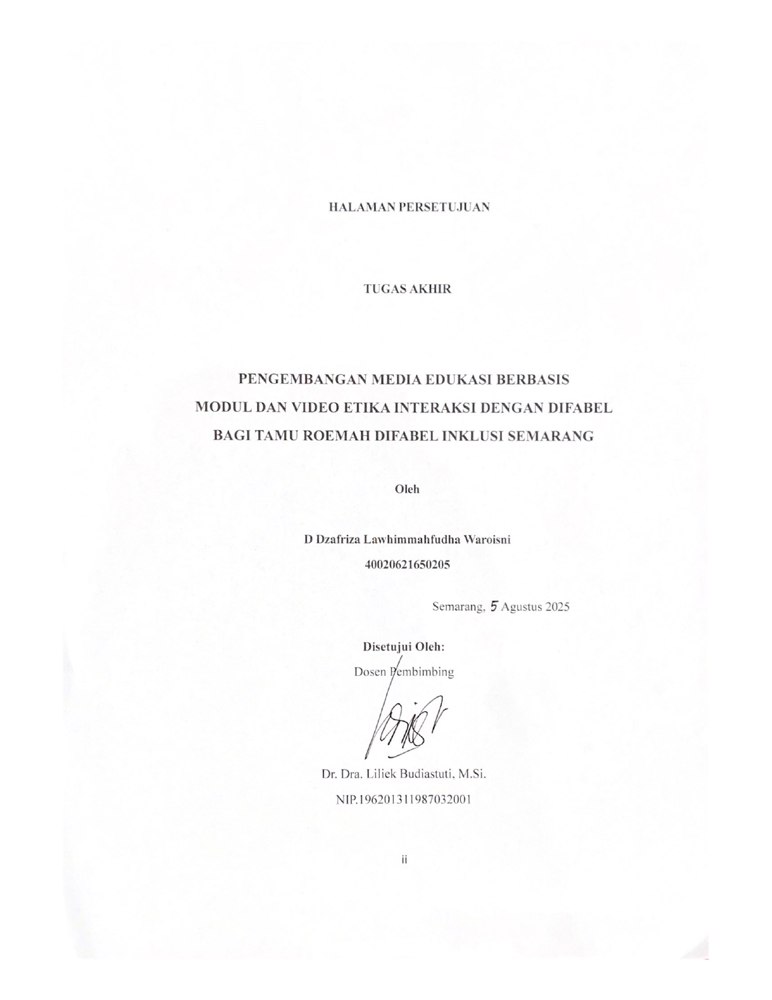 HALAMAN PERSETUJUAN
TUGAS AKHIR
PENGEMBANGAN MEDIA EDUKASI BERBASIS
MODUL DAN VIDEO ETIKA INTERAKSI DENGAN DIFABEL
BAGI TAMU ROEMAH DIFABEL INKLUSI SEMARANG
Oleh
D Dzafriza Lawhimmahfudha Waroisni
40020621650205
Semarang, 5 Agustus 2025
Disetujui Oleh:
Dosen Pembimbing
Dr. Dra. Liliek Budiastuti, M.Si.
NIP.196201311987032001
ii